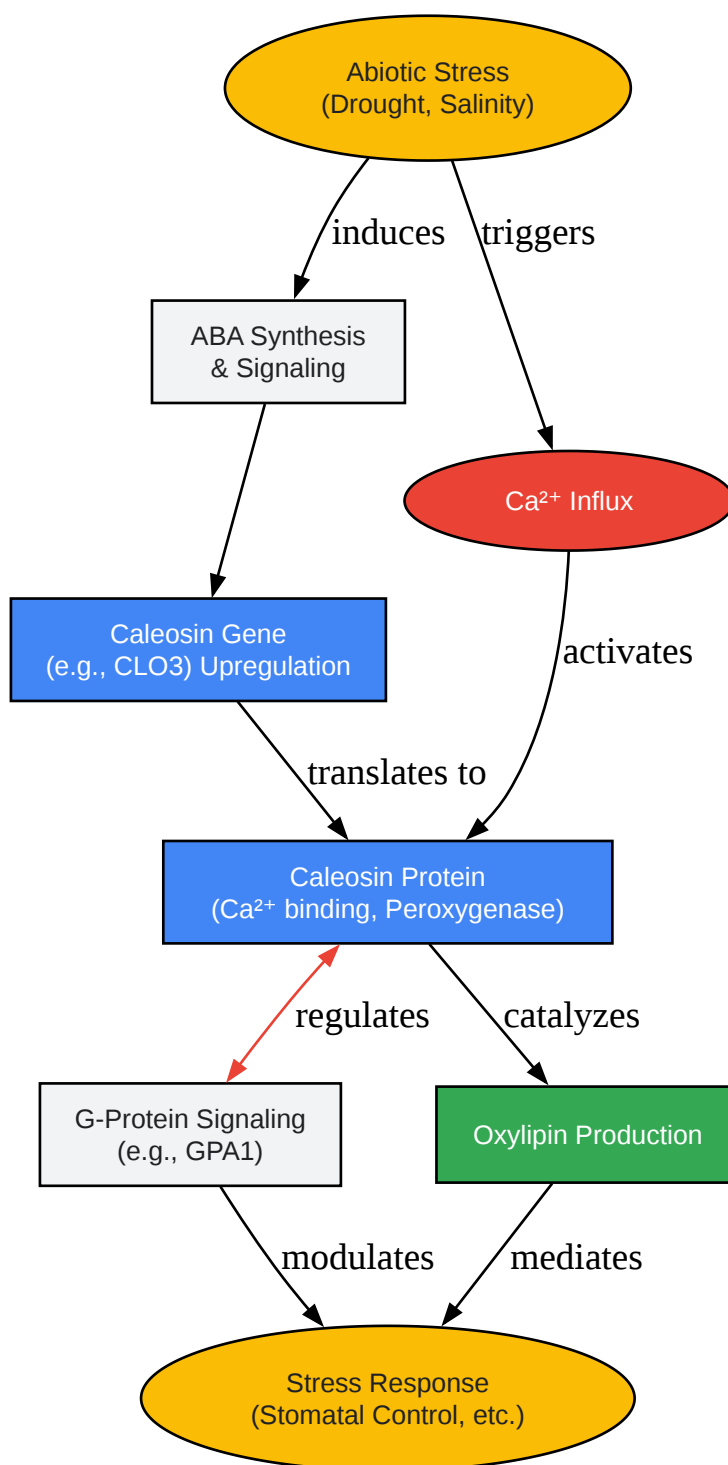 Abiotic Stress
(Drought, Salinity)
induces
triggers
ABA Synthesis
& Signaling
Ca²⁺ Influx
Caleosin Gene
(e.g., CLO3) Upregulation
activates
translates to
Caleosin Protein
(Ca²⁺ binding, Peroxygenase)
regulates
catalyzes
G-Protein Signaling
(e.g., GPA1)
Oxylipin Production
modulates
mediates
Stress Response
(Stomatal Control, etc.)